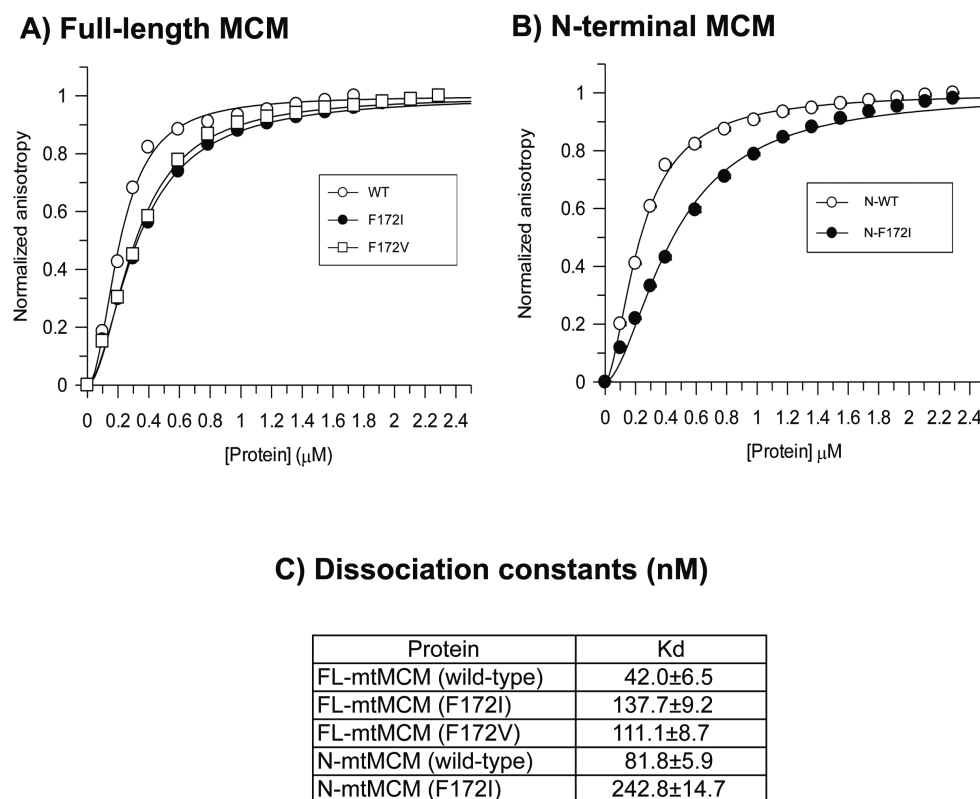 A) Full-length MCM
B) N-terminal MCM
Normalized anisotropy
1
0.8
0.6
0.4
0.2
0
WT
F172I
F172V
0 0.2 0.4 0.6 0.8 1 1.2 1.4 1.6 1.8 2 2.2 2.4
[Protein] (μM)
Normalized anisotropy
1
0.8
0.6
0.4
0.2
0
N-WT
N-F172I
0 0.2 0.4 0.6 0.8 1 1.2 1.4 1.6 1.8 2 2.2 2.4
[Protein] μM
C) Dissociation constants (nM)
Protein Kd
FL-mtMCM (wild-type) 42.0±6.5
FL-mtMCM (F172I) 137.7±9.2
FL-mtMCM (F172V) 111.1±8.7
N-mtMCM (wild-type) 81.8±5.9
N-mtMCM (F172I) 242.8±14.7